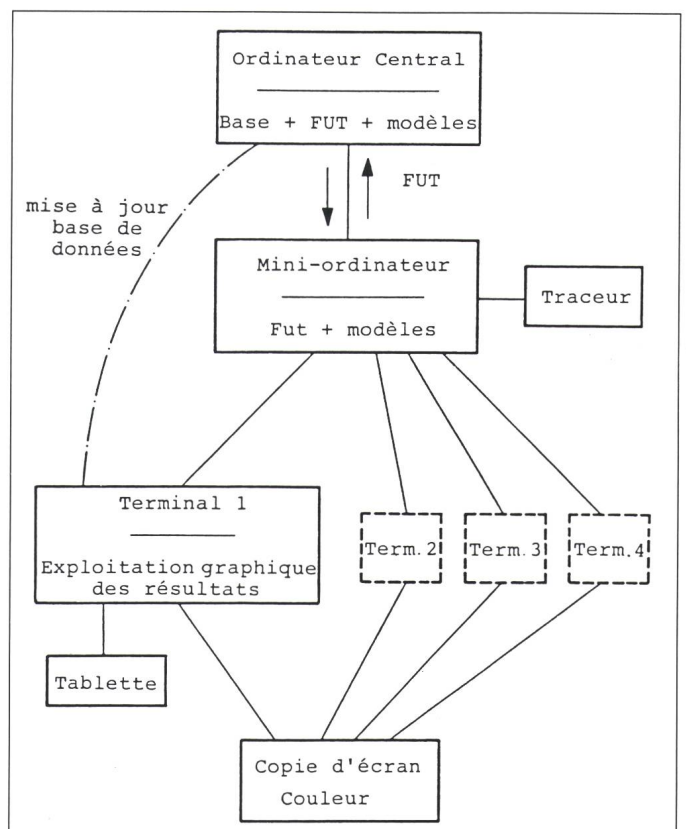 Ordinateur Central
Base + FUT + modèles
FUT
mise à jour
base de
données
Mini-ordinateur
Fut + modèles
Traceur
Terminal 1
Exploitation graphique
des résultats
Term.2
Term.3
Term.4
Tablette
Copie d'écran
Couleur